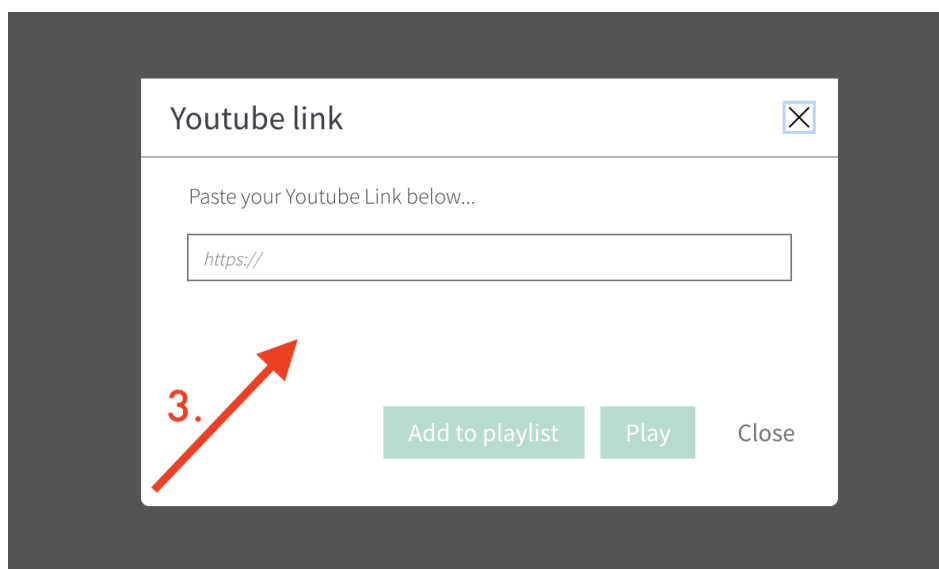 Youtube link
Paste your Youtube Link below...
https://
3.
Add to playlist Play Close